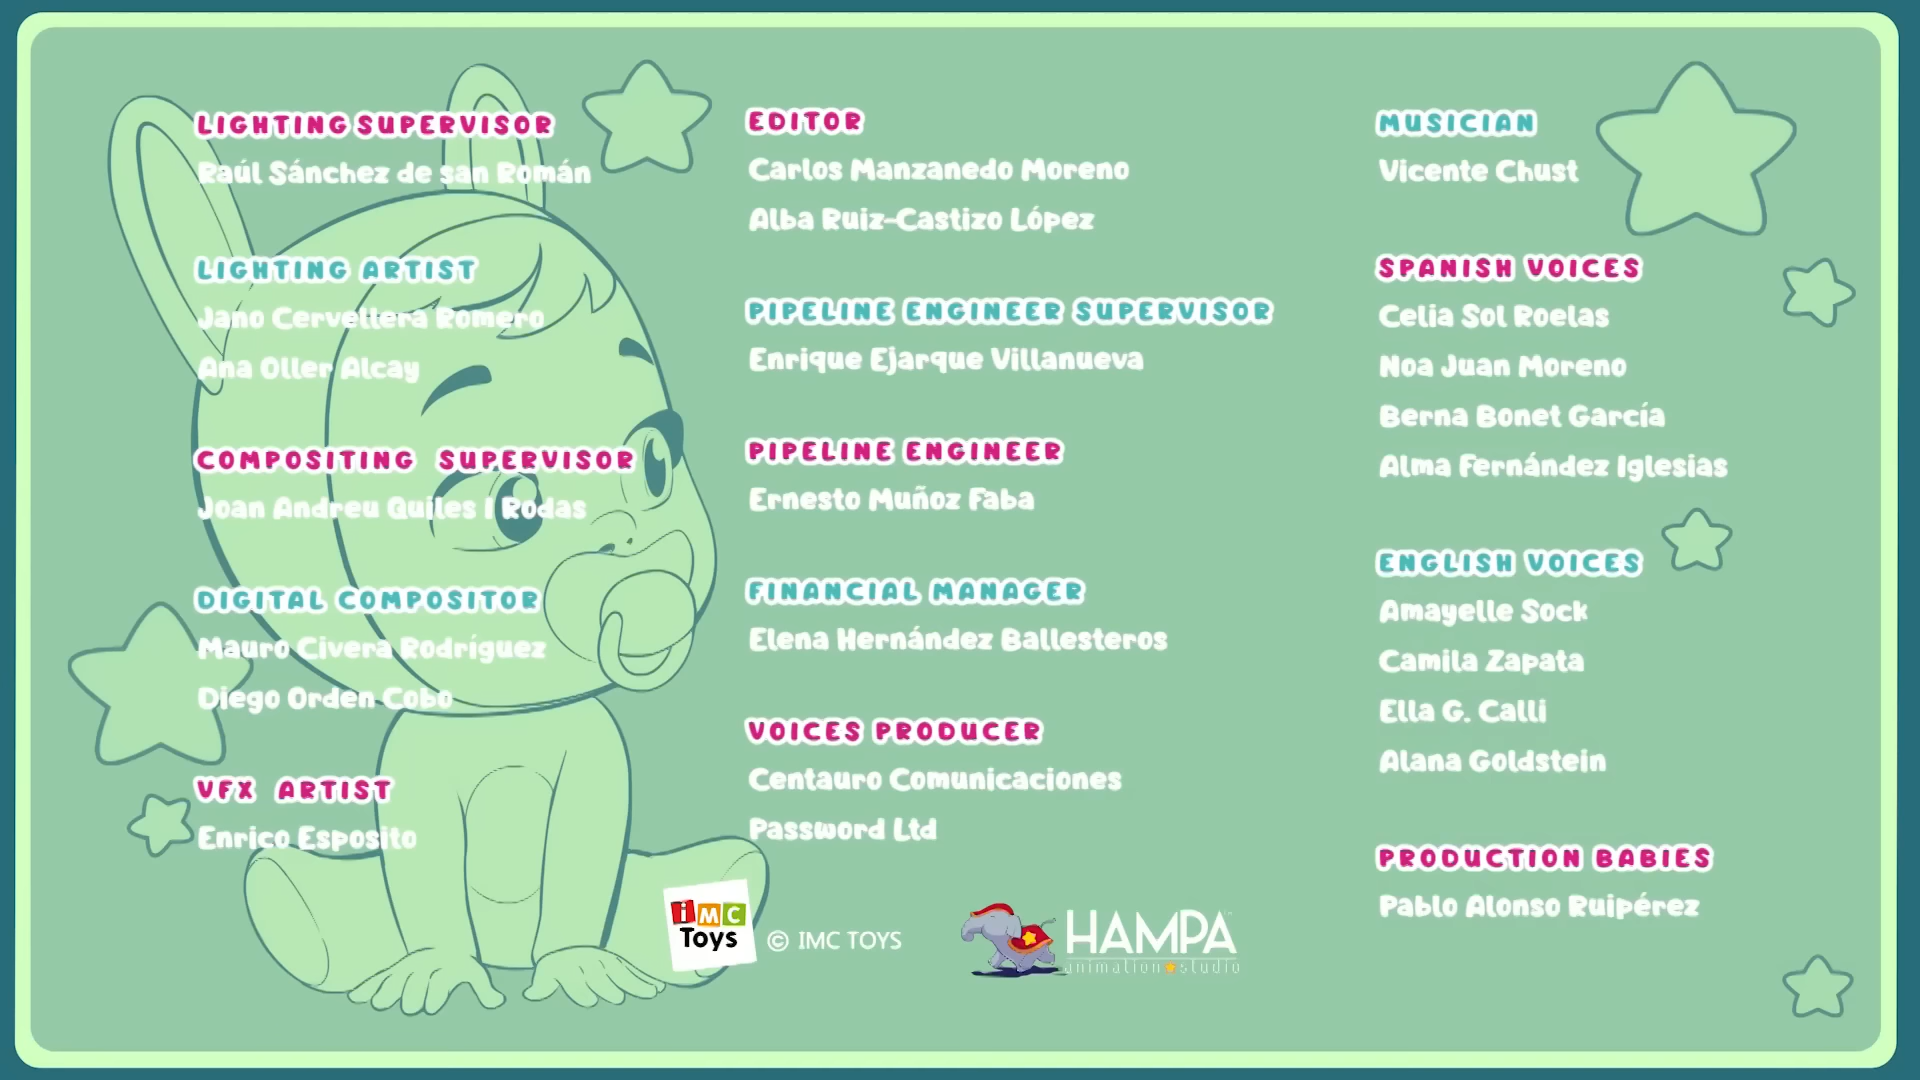 LIGHTING SUPERVISOR
Raúl Sánchez de san Román
LIGHTING ARTIST
Jano Cervellera Romero
Ana Oller Alcay
COMPOSITING SUPERVISOR
Joan Andreu Quiles I Rodas
DIGITAL COMPOSITOR
Mauro Civera Rodríguez
Diego Orden Cobo
VFX ARTIST
Enrico Esposito
EDITOR
Carlos Manzanedo Moreno
Alba Ruiz-Castizo López
PIPELINE ENGINEER SUPERVISOR
Enrique Ejarque Villanueva
PIPELINE ENGINEER
Ernesto Muñoz Faba
FINANCIAL MANAGER
Elena Hernández Ballesteros
VOICES PRODUCER
Centauro Comunicaciones
Password Ltd
MUSICIAN
Vicente Chust
SPANISH VOICES
Celia Sol Roelas
Noa Juan Moreno
Berna Bonet García
Alma Fernández Iglesias
ENGLISH VOICES
Amayelle Sock
Camila Zapata
Ella G. Calli
Alana Goldstein
PRODUCTION BABIES
Pablo Alonso Ruipérez
iMC
Toys
© IMC TOYS
HAMPA
animation studio